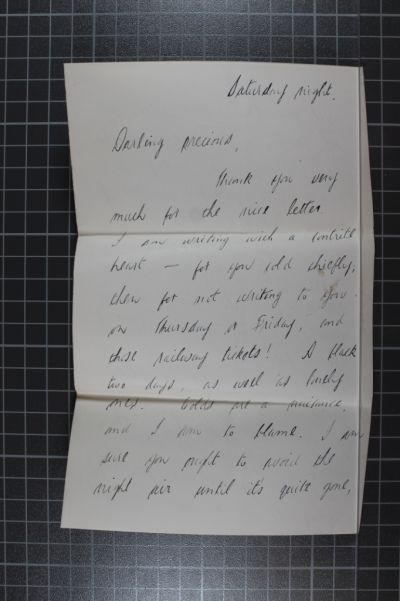 Saturday night.
Darling precious,
Thank you very
much for the nice letter
I am writing with a contrite
heart — for you cold chiefly;
then for not writing to you
on Thursday or Friday, and
those railway tickets! A black
two days, as well as lonely
ones. Colds are a nuisance,
and I am to blame. I am
sure you ought to avoid the
night air until it's quite gone,